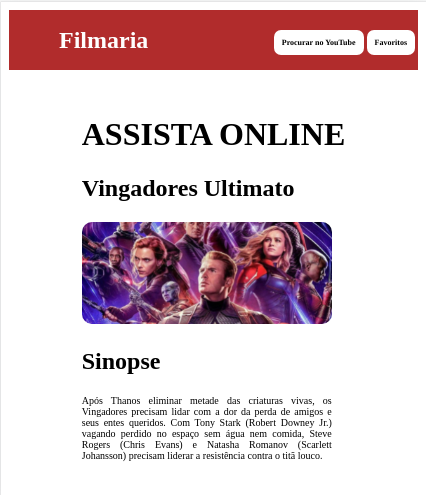 Filmaria
Procurar no YouTube
Favoritos
ASSISTA ONLINE
Vingadores Ultimato
Sinopse
Após Thanos eliminar metade das criaturas vivas, os
Vingadores precisam lidar com a dor da perda de amigos e
seus entes queridos. Com Tony Stark (Robert Downey Jr.)
vagando perdido no espaço sem água nem comida, Steve
Rogers (Chris Evans) e Natasha Romanov (Scarlett
Johansson) precisam liderar a resistência contra o titã louco.